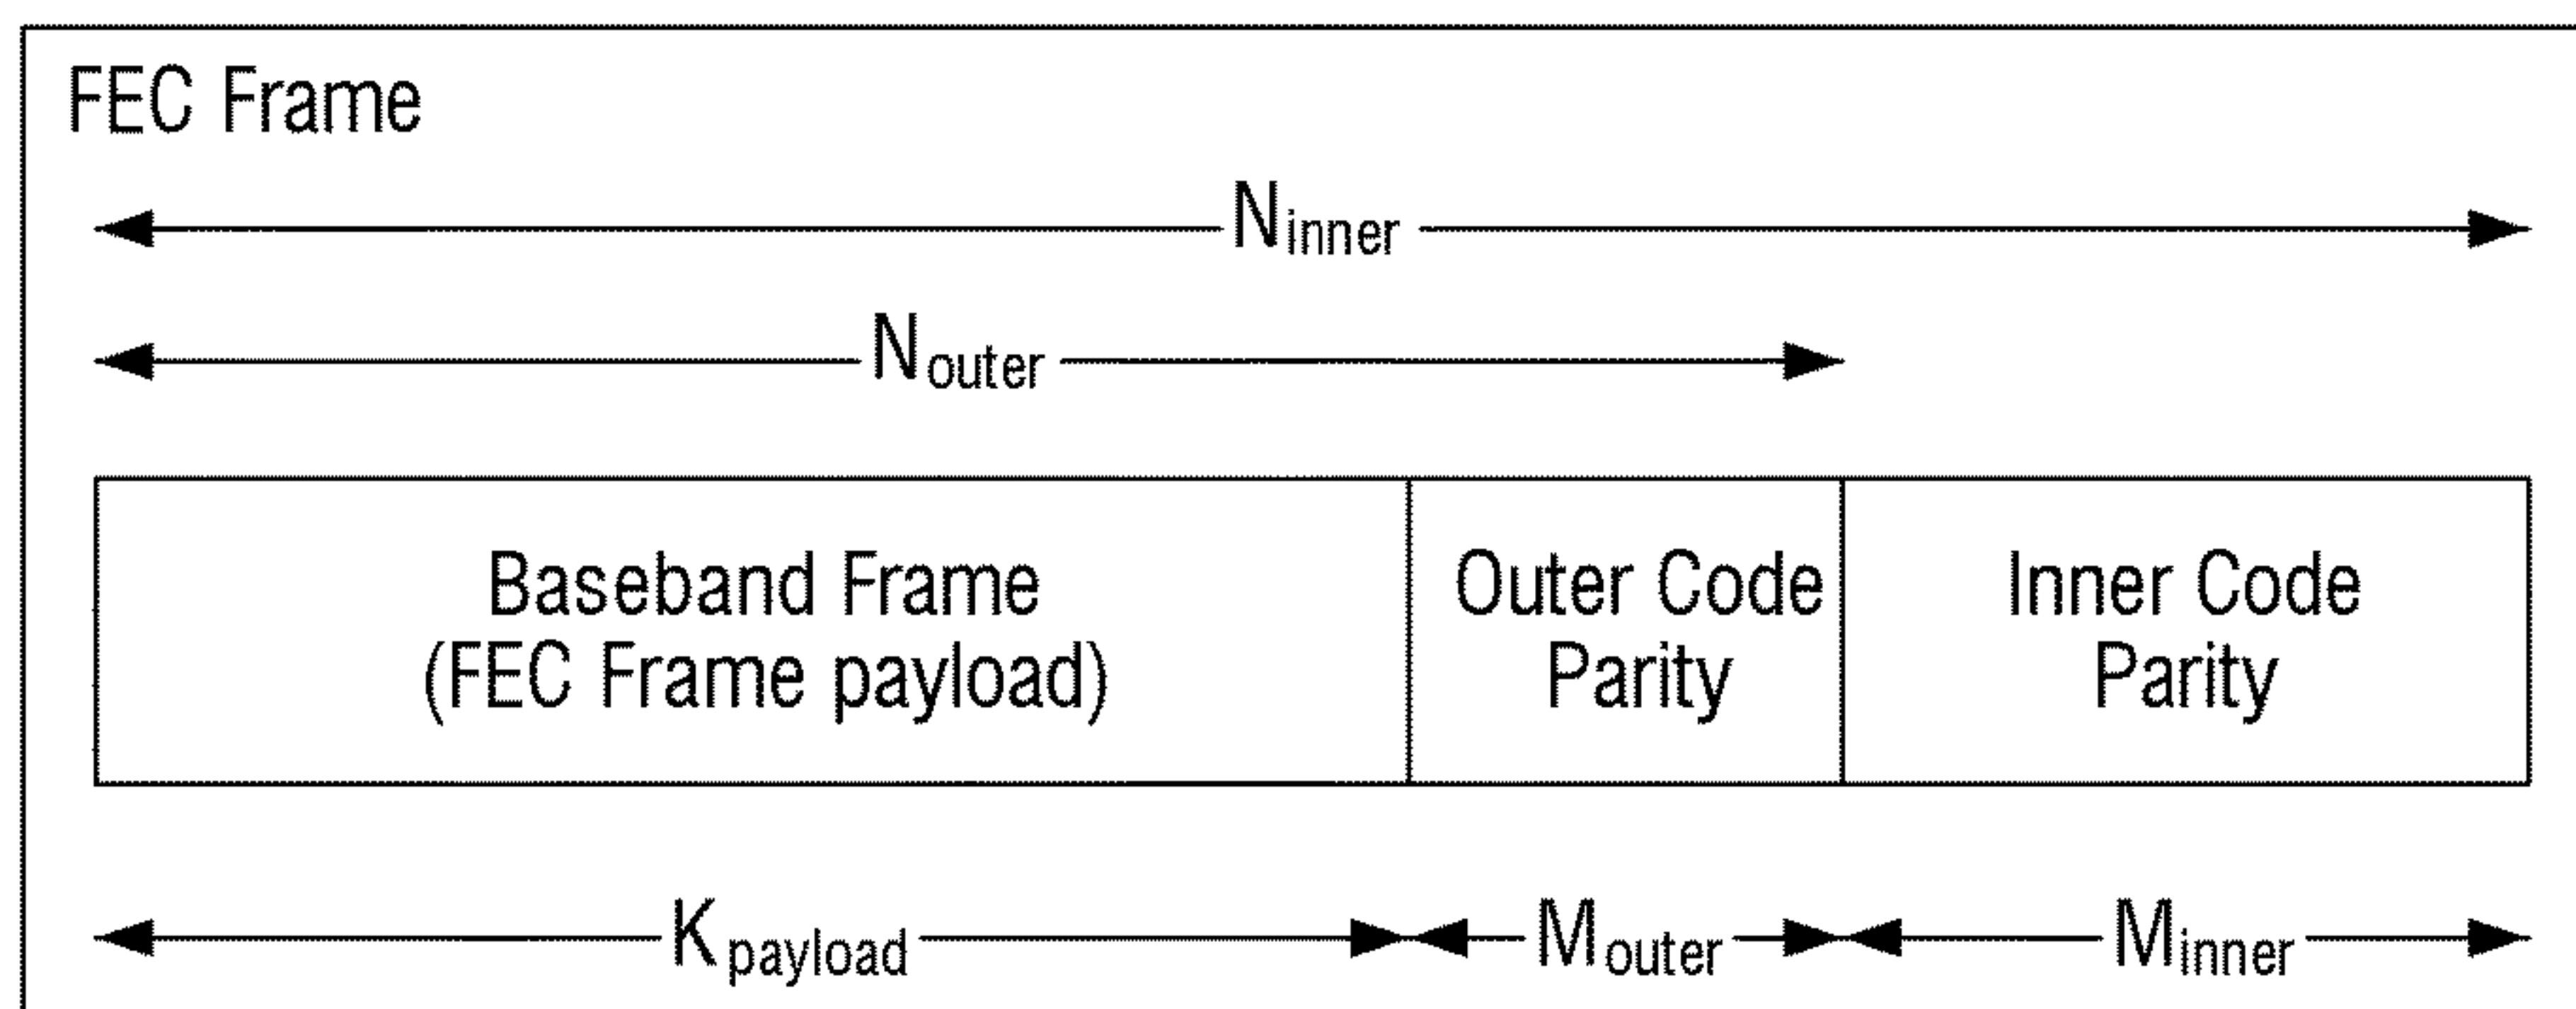 FEC Frame
Ninner
Nouter
Baseband Frame
(FEC Frame payload)
Outer Code
Parity
Inner Code
Parity
Kpayload
Mouter
Minner